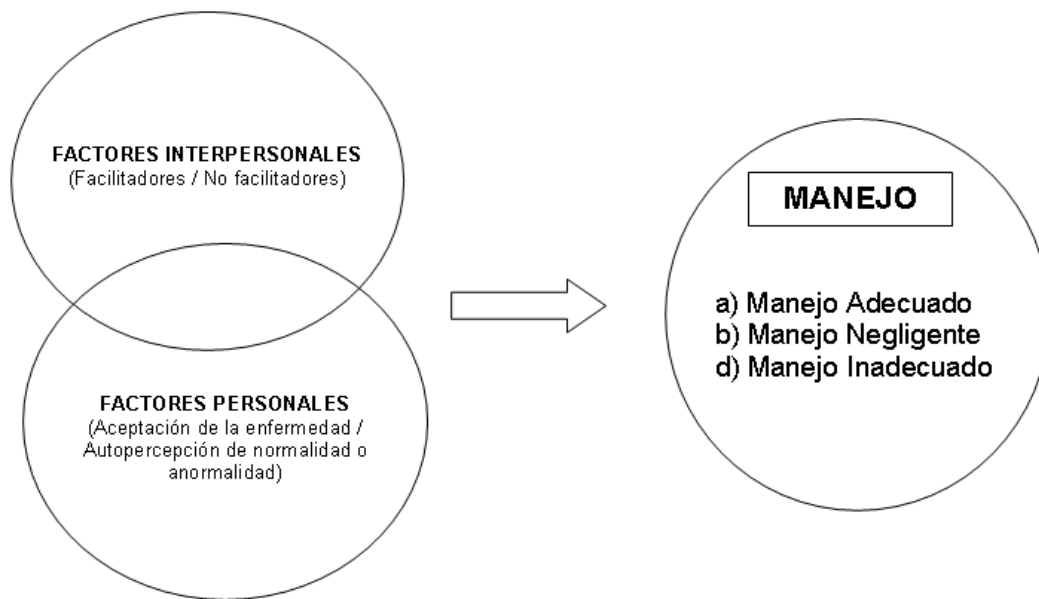 FACTORES INTERPERSONALES
(Facilitadores / No facilitadores)
FACTORES PERSONALES
(Aceptación de la enfermedad /
Autopercepción de normalidad o
anormalidad)
MANEJO
a) Manejo Adecuado
b) Manejo Negligente
d) Manejo Inadecuado